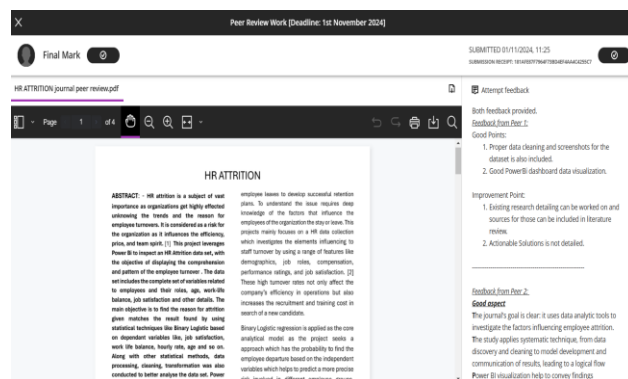 Peer Review Work (Deadline: 1st November 2024)
Final Mark
SUBMITTED 01/11/2024, 11:25
SUBMISSION RECEIPT:
HR ATTRITION journal peer review.pdf
Attempt feedback
Page 1 of 4
HR ATTRITION
ABSTRACT: - HR attrition is a subject of vast
importance as organizations get highly effected
unknowing the trends and the reason for
employee turnovers. It is considered as a risk for
the organization as it influences the efficiency,
price, and team spirit. [1] This project leverages
Power BI to inspect an HR Attrition data set, with
the objective of displaying the comprehension
and pattern of the employee turnover . The data
set includes the complete set of variables related
to employees and their roles, age, work-life
balance, job satisfaction and other details. The
main objective is to find the reason for attrition
given matches the result found by using
statistical techniques like Binary Logistic based
on dependant variables like, job satisfaction,
work life balance, hourly rate, age and so on.
Along with other statistical methods, data
processing, cleaning, transformation was also
conducted to better analyse the data set. Power
employee leaves to develop successful retention
plans. To understand the issue requires deep
knowledge of the factors that influence the
employees of the organization the stay or leave. This
projects mainly focuses on a HR data collection
which investigates the elements influencing to
staff turnover by using a range of features like
demographics, job roles, compensation,
performance ratings, and job satisfaction. [2]
These high turnover rates not only affect the
company's efficiency in operations but also
increases the recruitment and training cost in
search of a new candidate.
Binary Logistic regression is applied as the core
analytical model as the project seeks a
approach which has the probability to find the
employee departure based on the independent
variables which helps to predict a more precise
risk involved in different employee groups.
Both feedback provided.
Feedback from Peer 1:
Good Points:
1. Proper data cleaning and screenshots for the
dataset is also included.
2. Good PowerBi dashboard data visualization.
Improvement Point:
1. Existing research detailing can be worked on and
sources for those can be included in literature
review.
2. Actionable Solutions is not detailed.
Feedback from Peer 2:
Good aspect
The journal's goal is clear: it uses data analytic tools to
investigate the factors influencing employee attrition.
The study applies systematic technique, from data
discovery and cleaning to model development and
communication of results, leading to a logical flow
Power BI visualization help to convey findings